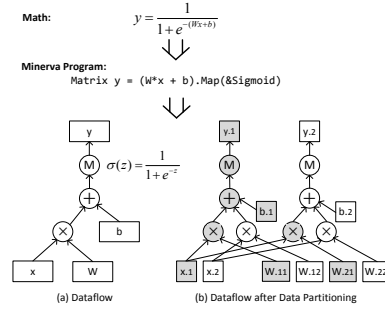 Math:
y = 1 / (1 + e^{-(Wx+b)})
Minerva Program:
Matrix y = (W*x + b).Map(&Sigmoid)
y
y.1
y.2
M
σ(z) = 1 / (1 + e^{-z})
M
M
+
+
+
b.1
b.2
×
b
×
×
×
×
x
W
x.1
x.2
W.11
W.12
W.21
W.22
(a) Dataflow
(b) Dataflow after Data Partitioning